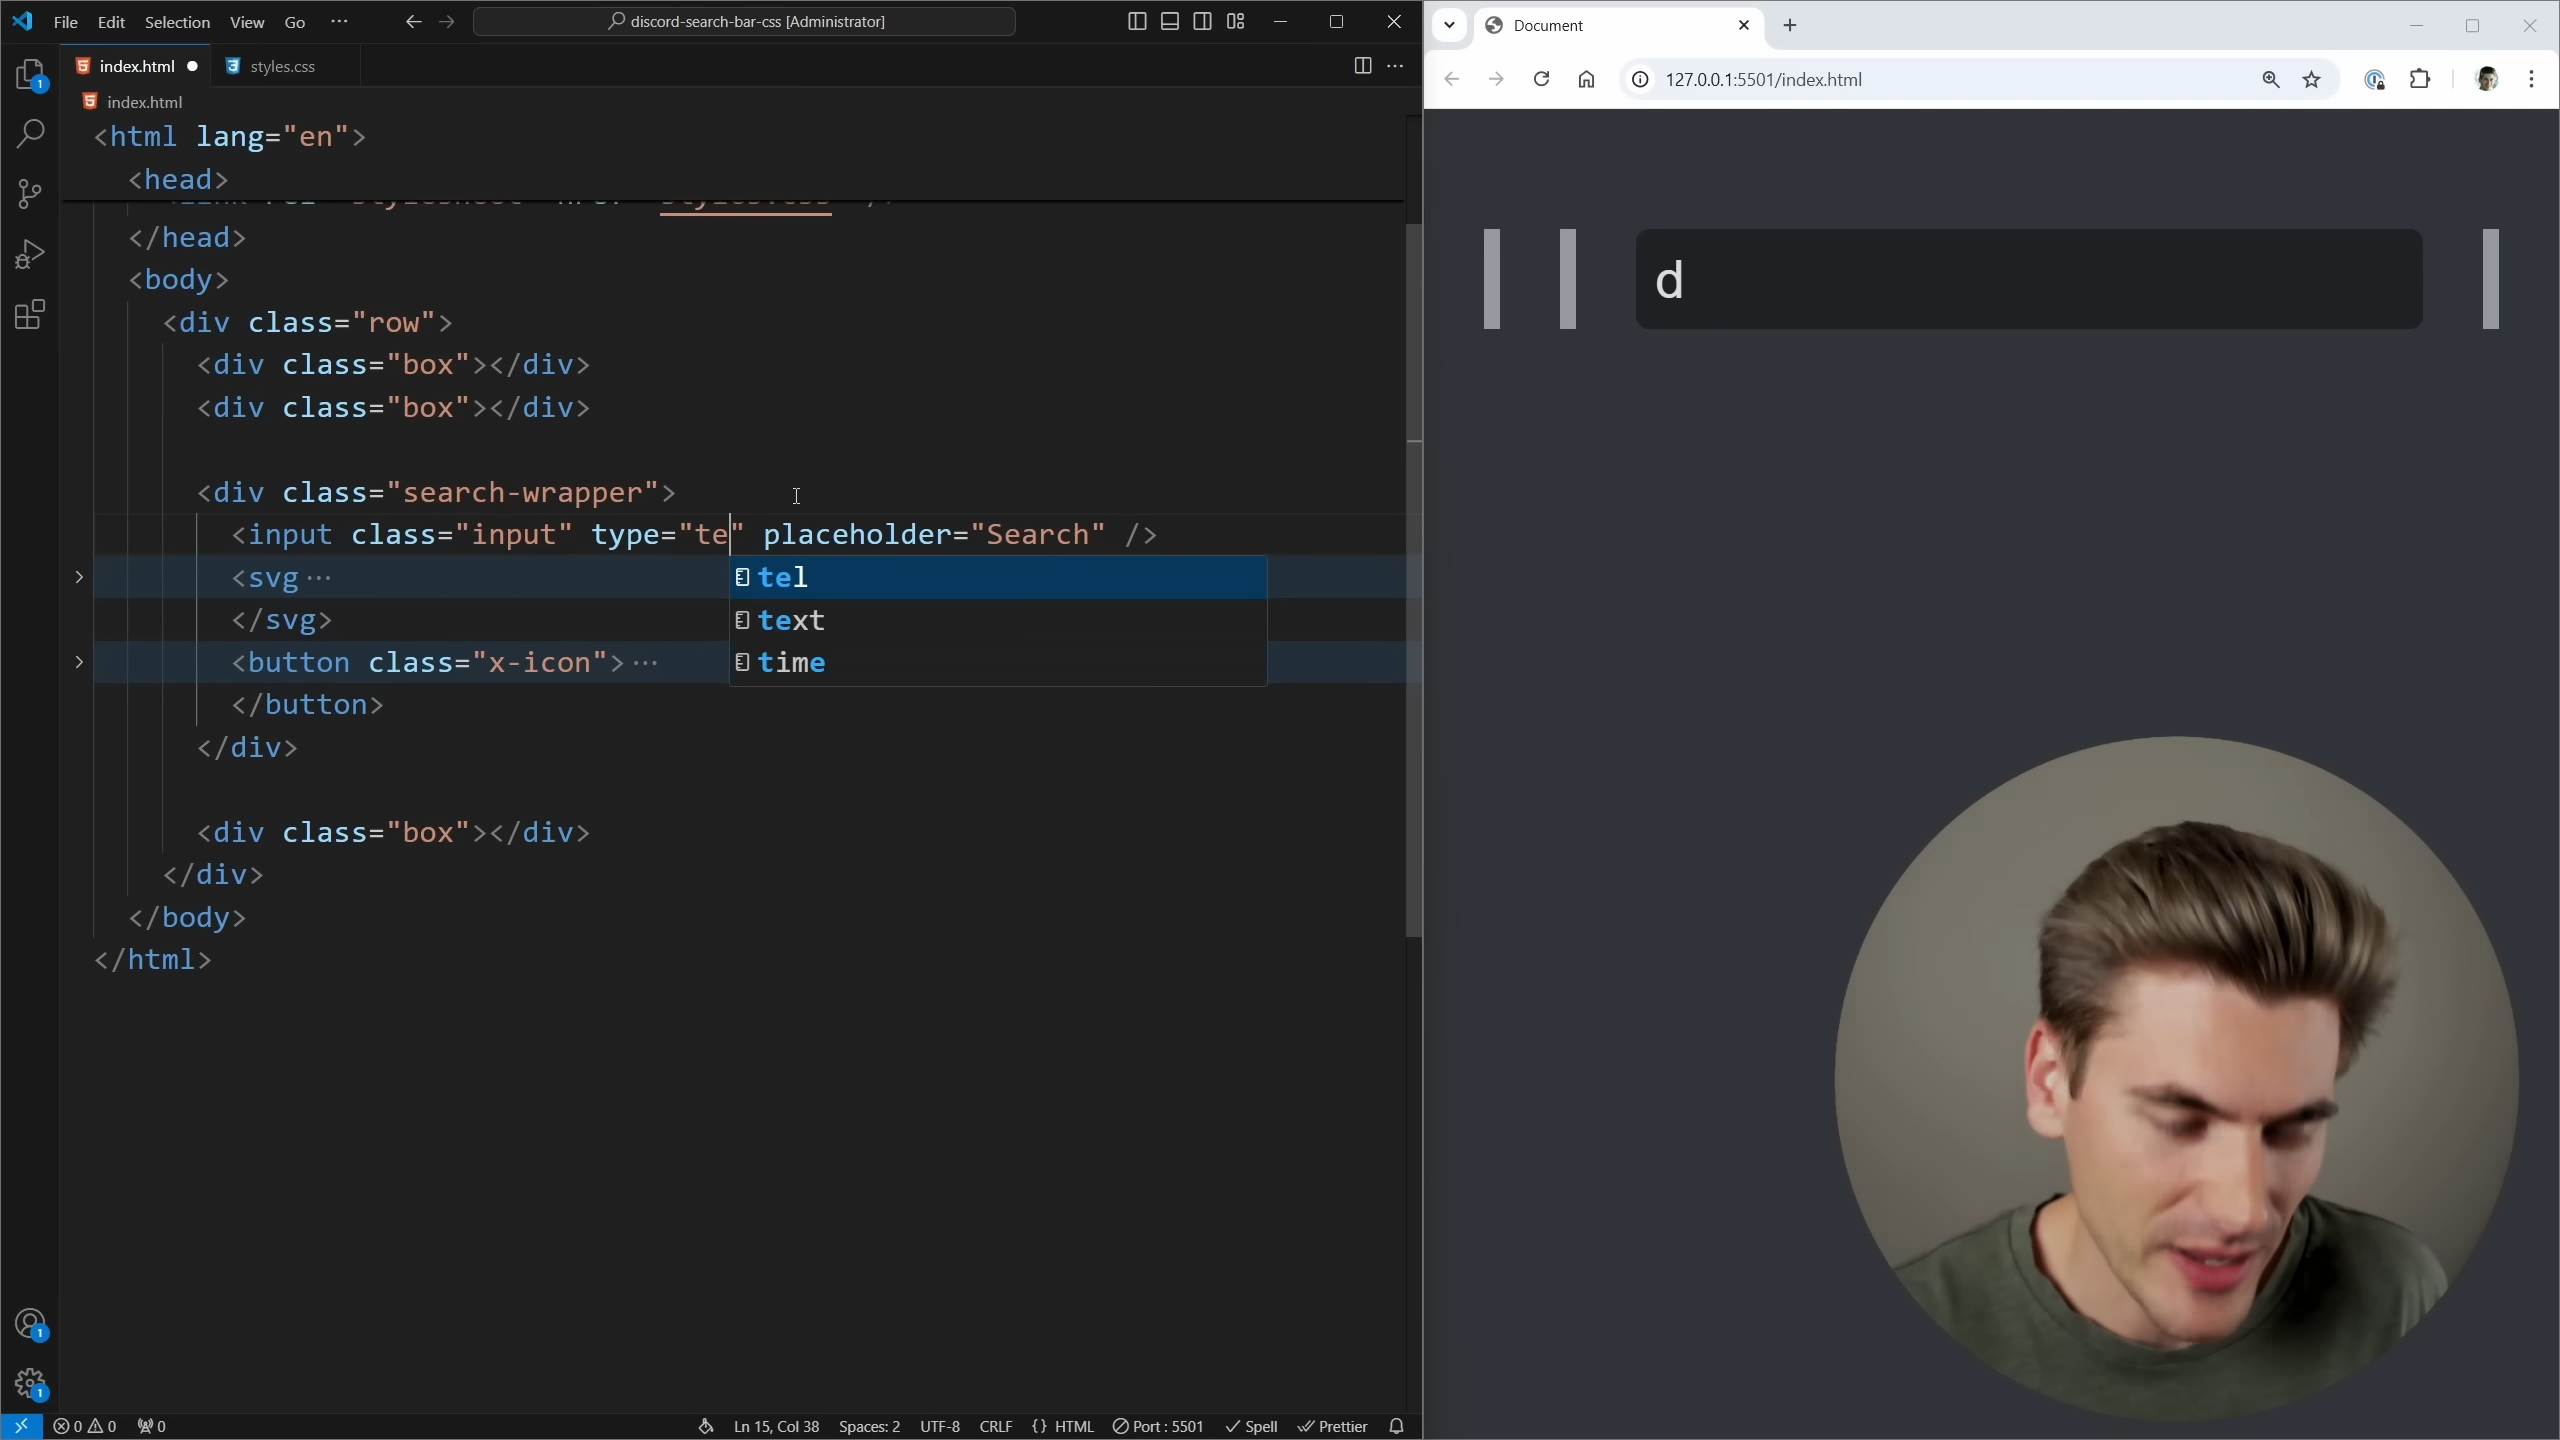 File Edit Selection View Go ···
discord-search-bar-css [Administrator]
index.html
styles.css
1
index.html
<html lang="en">
<head>
</head>
<body>
<div class="row">
<div class="box"></div>
<div class="box"></div>
<div class="search-wrapper">
<input class="input" type="te" placeholder="Search" />
<svg···
tel
</svg>
text
<button class="x-icon">···
time
</button>
</div>
<div class="box"></div>
</div>
</body>
</html>
1
1
0 0 0
Ln 15, Col 38 Spaces: 2 UTF-8 CRLF {} HTML Port : 5501 Spell Prettier
Document
127.0.0.1:5501/index.html
d